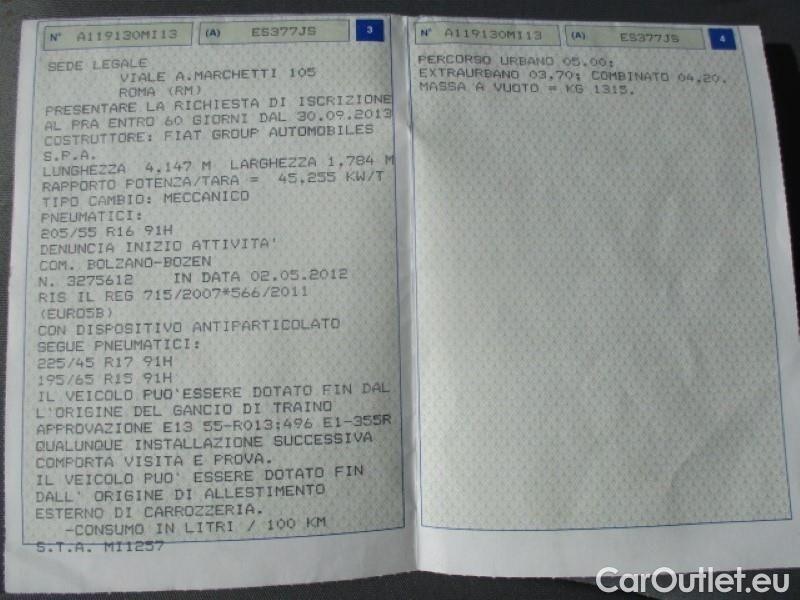 N° A119130MI13 (A) ES377JS 3
SEDE LEGALE
VIALE A.MARCHETTI 105
ROMA (RM)
PRESENTARE LA RICHIESTA DI ISCRIZIONE
AL PRA ENTRO 60 GIORNI DAL 30.09.2013
COSTRUTTORE: FIAT GROUP AUTOMOBILES
S.P.A.
LUNGHEZZA 4,147 M LARGHEZZA 1,784 M
RAPPORTO POTENZA/TARA = 45,255 KW/T
TIPO CAMBIO: MECCANICO
PNEUMATICI:
205/55 R16 91H
DENUNCIA INIZIO ATTIVITA'
COM. BOLZANO-BOZEN
N. 3275612 IN DATA 02.05.2012
RIS IL REG 715/2007*566/2011
(EURO5B)
CON DISPOSITIVO ANTIPARTICOLATO
SEGUE PNEUMATICI:
225/45 R17 91H
195/65 R15 91H
IL VEICOLO PUO'ESSERE DOTATO FIN DAL
L'ORIGINE DEL GANCIO DI TRAINO
APPROVAZIONE E13 55-R013;496 E1-355R
QUALUNQUE INSTALLAZIONE SUCCESSIVA
COMPORTA VISITA E PROVA.
IL VEICOLO PUO' ESSERE DOTATO FIN
DALL' ORIGINE DI ALLESTIMENTO
ESTERNO DI CARROZZERIA.
-CONSUMO IN LITRI / 100 KM
S.T.A. MI1257
N° A119130MI13 (A) ES377JS 4
PERCORSO URBANO 05.00;
EXTRAURBANO 03.70; COMBINATO 04.20.
MASSA A VUOTO = KG 1315.
CarOutlet.eu